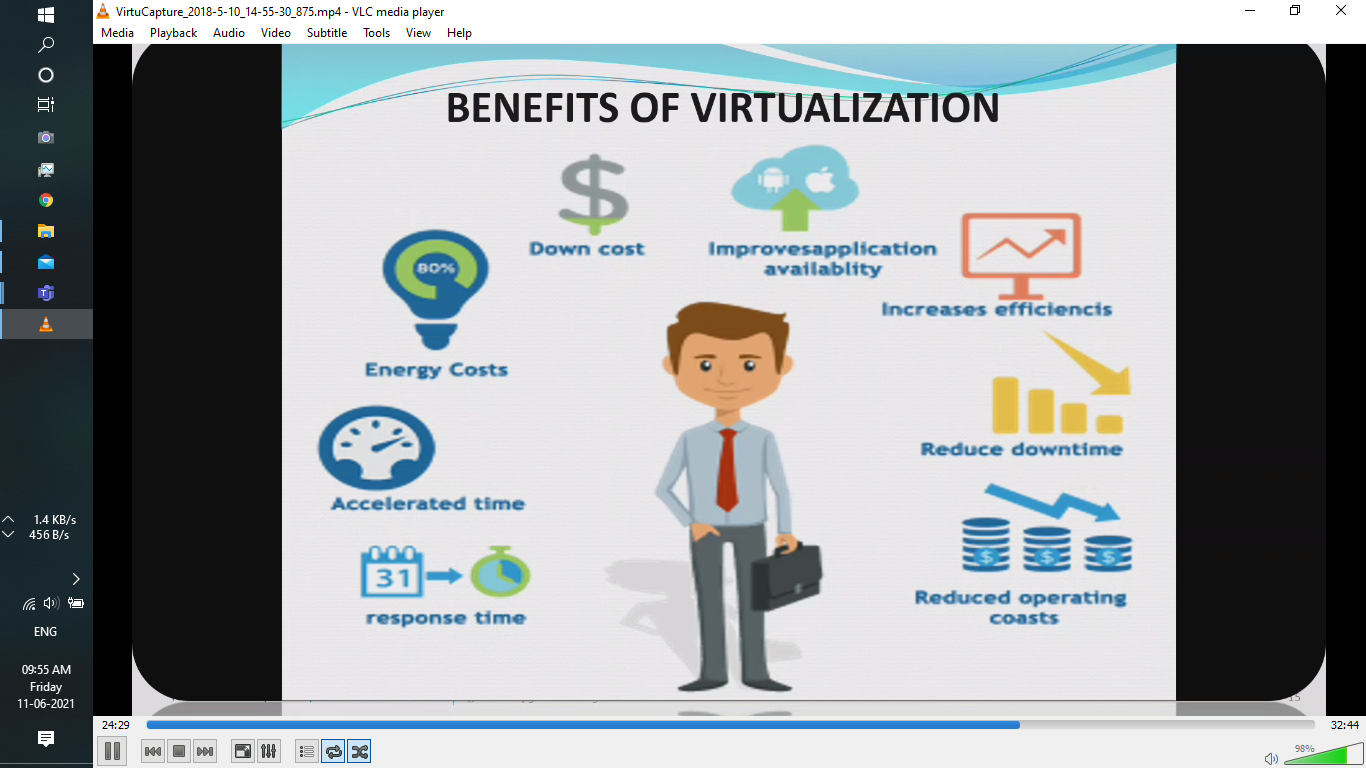 VirtuCapture_2018-5-10_14-55-30_875.mp4 - VLC media player
Media Playback Audio Video Subtitle Tools View Help
BENEFITS OF VIRTUALIZATION
Down cost
Improvesapplication
availablity
80%
Increases efficiencis
Energy Costs
Reduce downtime
Accelerated time
31
response time
$ $ $
Reduced operating
coasts
15
1.4 KB/s
456 B/s
ENG
09:55 AM
Friday
11-06-2021
24:29
32:44
98%